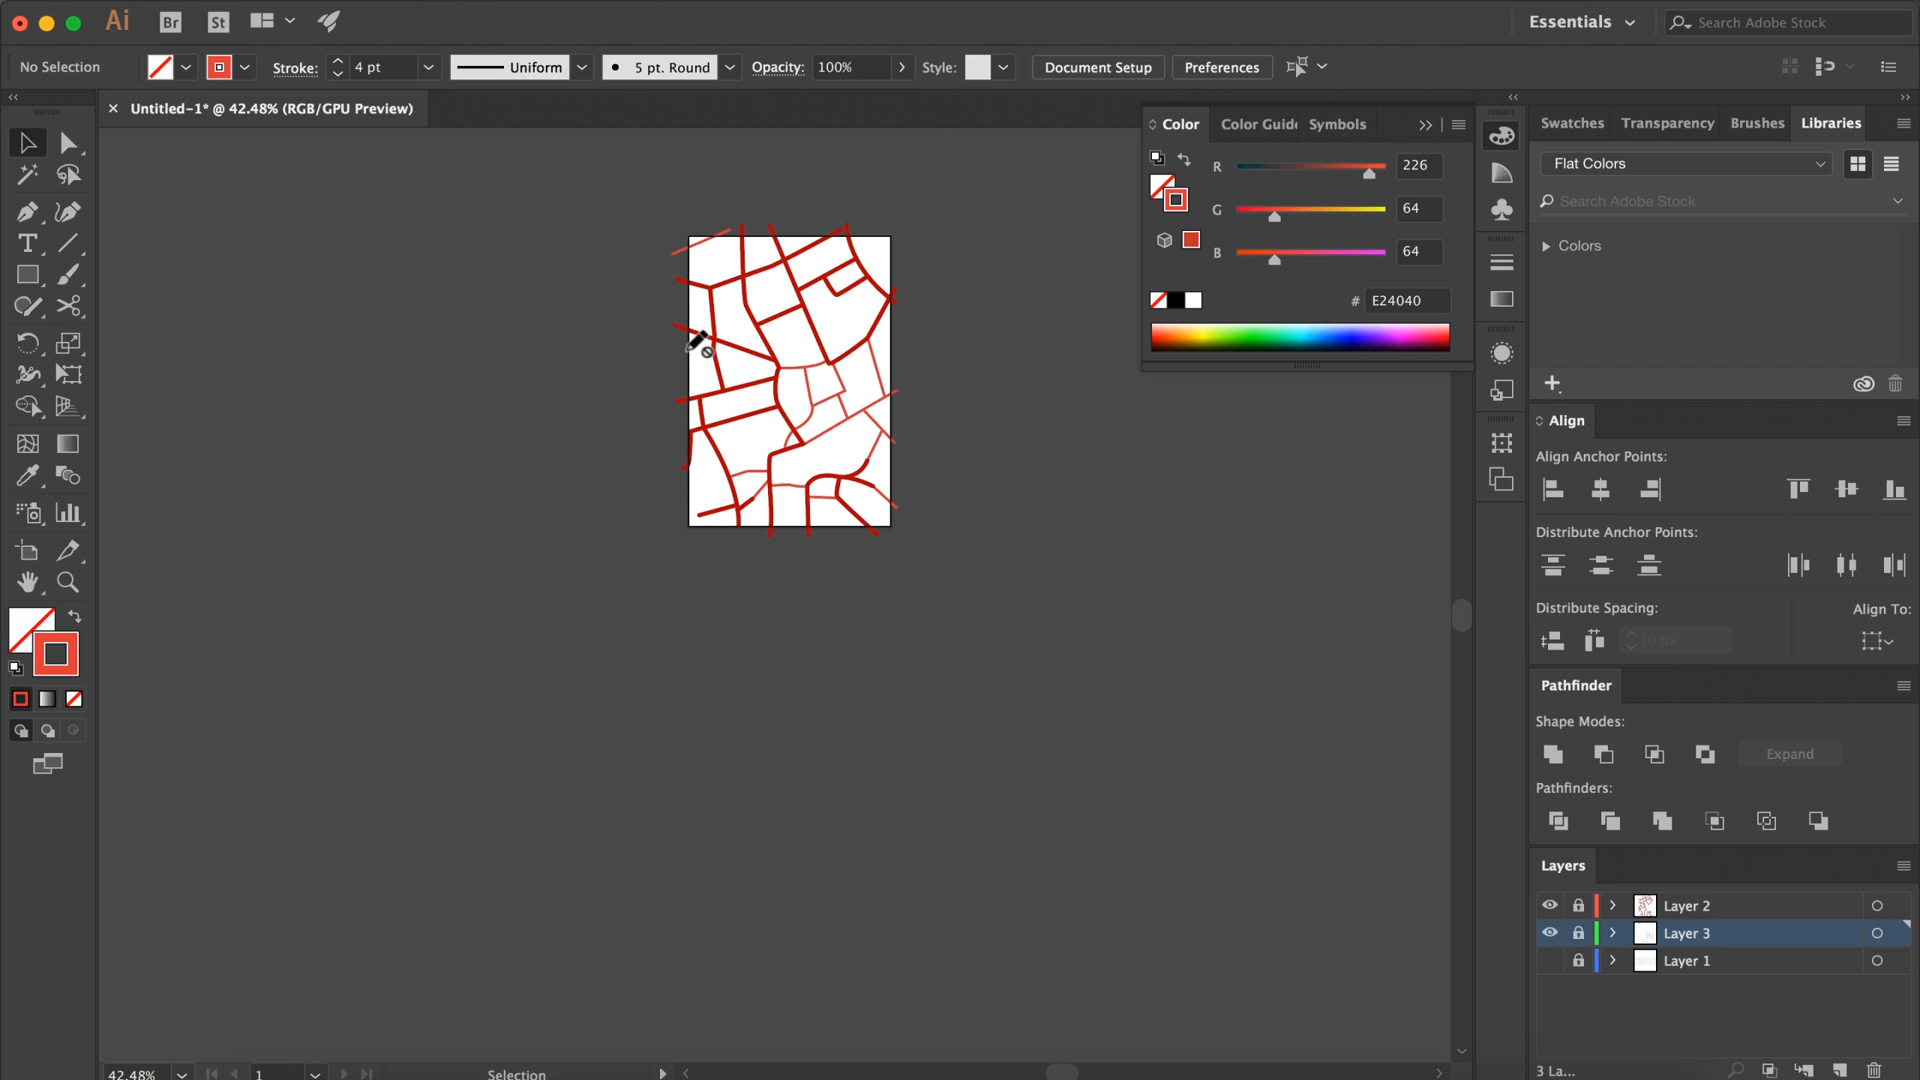 Ai
Br
St
Essentials
Search Adobe Stock
No Selection
Stroke:
4 pt
Uniform
5 pt. Round
Opacity:
100%
Style:
Document Setup
Preferences
Untitled-1* @ 42.48% (RGB/GPU Preview)
Color
Color Guide
Symbols
R
226
G
64
B
64
#
E24040
Swatches
Transparency
Brushes
Libraries
Flat Colors
Search Adobe Stock
Colors
Align
Align Anchor Points:
Distribute Anchor Points:
Distribute Spacing:
Align To:
0 px
Pathfinder
Shape Modes:
Expand
Pathfinders:
Layers
Layer 2
Layer 3
Layer 1
3 La...
42.48%
1
Selection